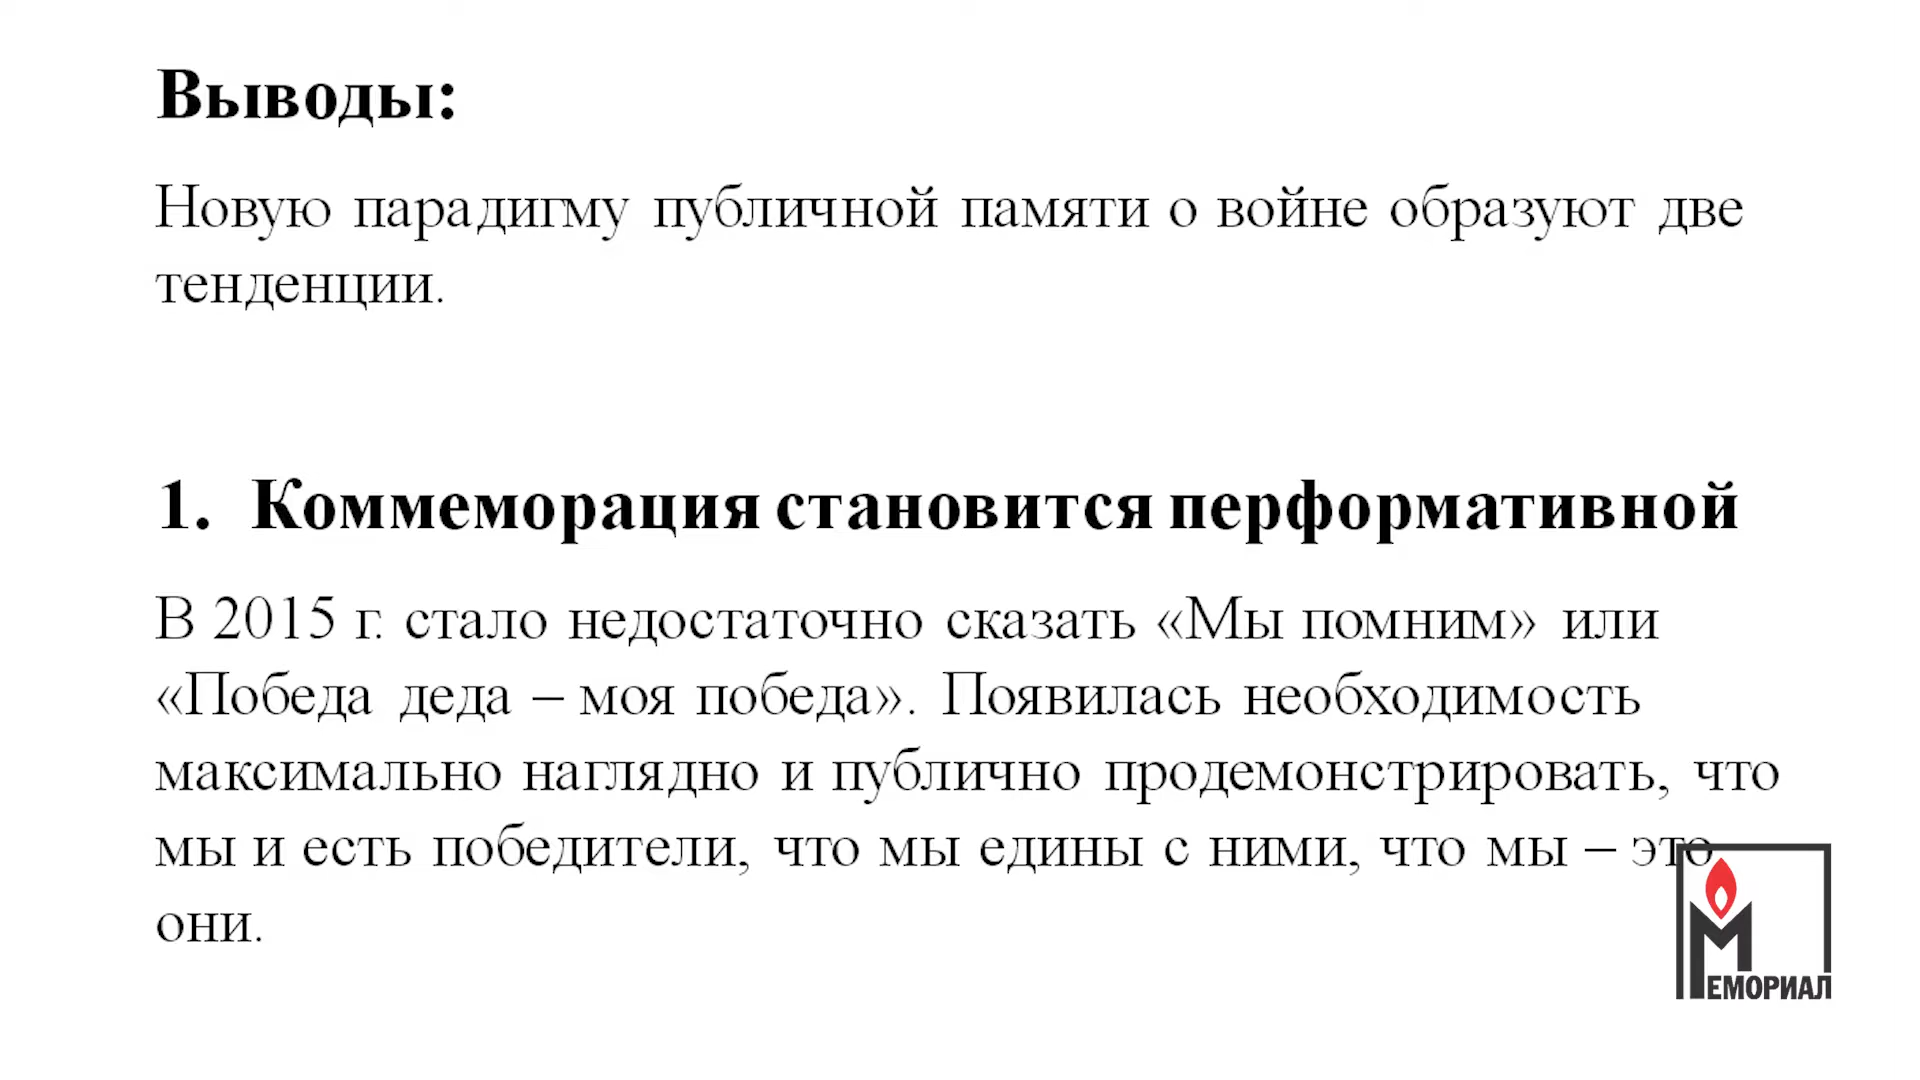 Выводы:
Новую парадигму публичной памяти о войне образуют две
тенденции.
1. Коммеморация становится перформативной
В 2015 г. стало недостаточно сказать «Мы помним» или
«Победа деда – моя победа». Появилась необходимость
максимально наглядно и публично продемонстрировать, что
мы и есть победители, что мы едины с ними, что мы – это
они.
МЕМОРИАЛ